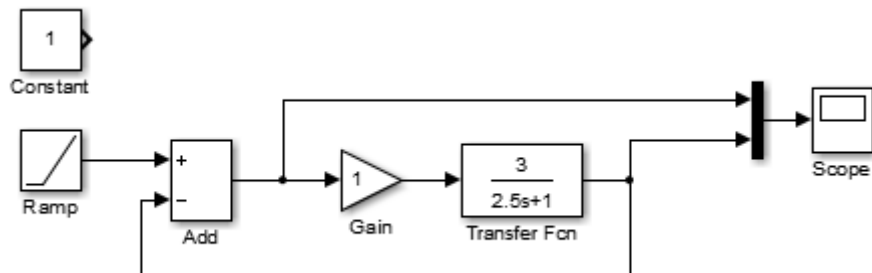 1
Constant
Ramp
+
−
Add
1
Gain
3
2.5s+1
Transfer Fcn
Scope